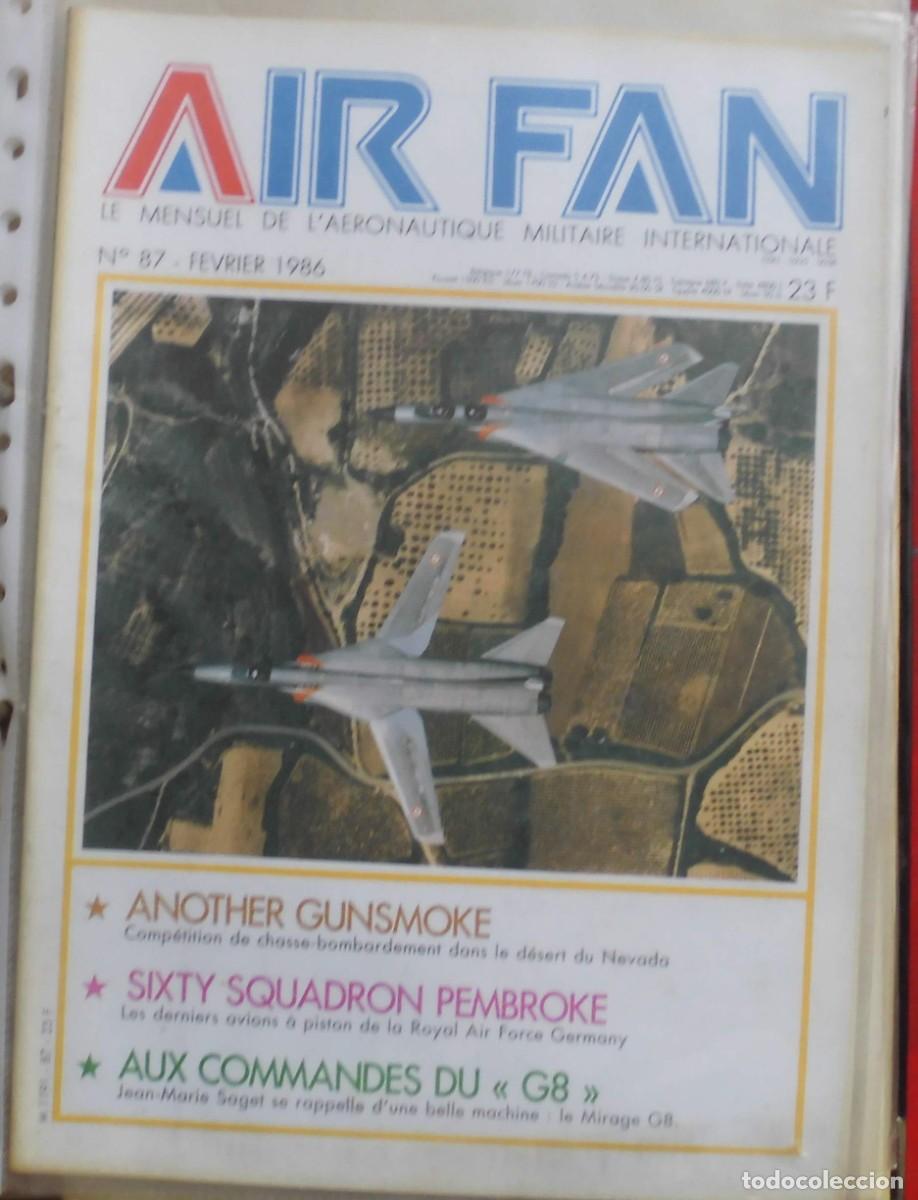 AIR FAN
LE MENSUEL DE L'AERONAUTIQUE MILITAIRE INTERNATIONALE
N° 87 - FEVRIER 1986
23 F
★ ANOTHER GUNSMOKE
Compétition de chasse-bombardement dans le désert du Nevada
★ SIXTY SQUADRON PEMBROKE
Les derniers avions à piston de la Royal Air Force Germany
★ AUX COMMANDES DU « G8 »
Jean-Marie Saget se rappelle d'une belle machine : le Mirage G8.
todocoleccion